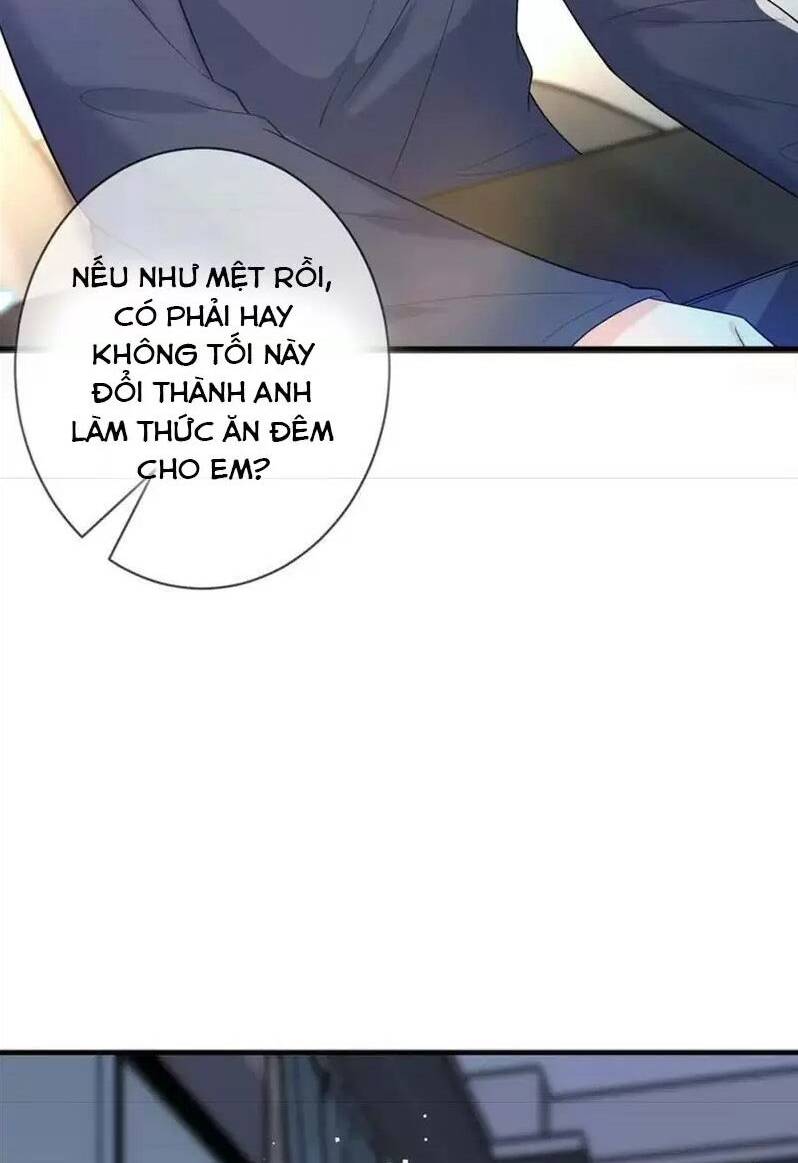 NẾU NHƯ MỆT RỒI,
CÓ PHẢI HAY
KHÔNG TỐI NÀY
ĐỔI THÀNH ANH
LÀM THỨC ĂN ĐÊM
CHO EM?